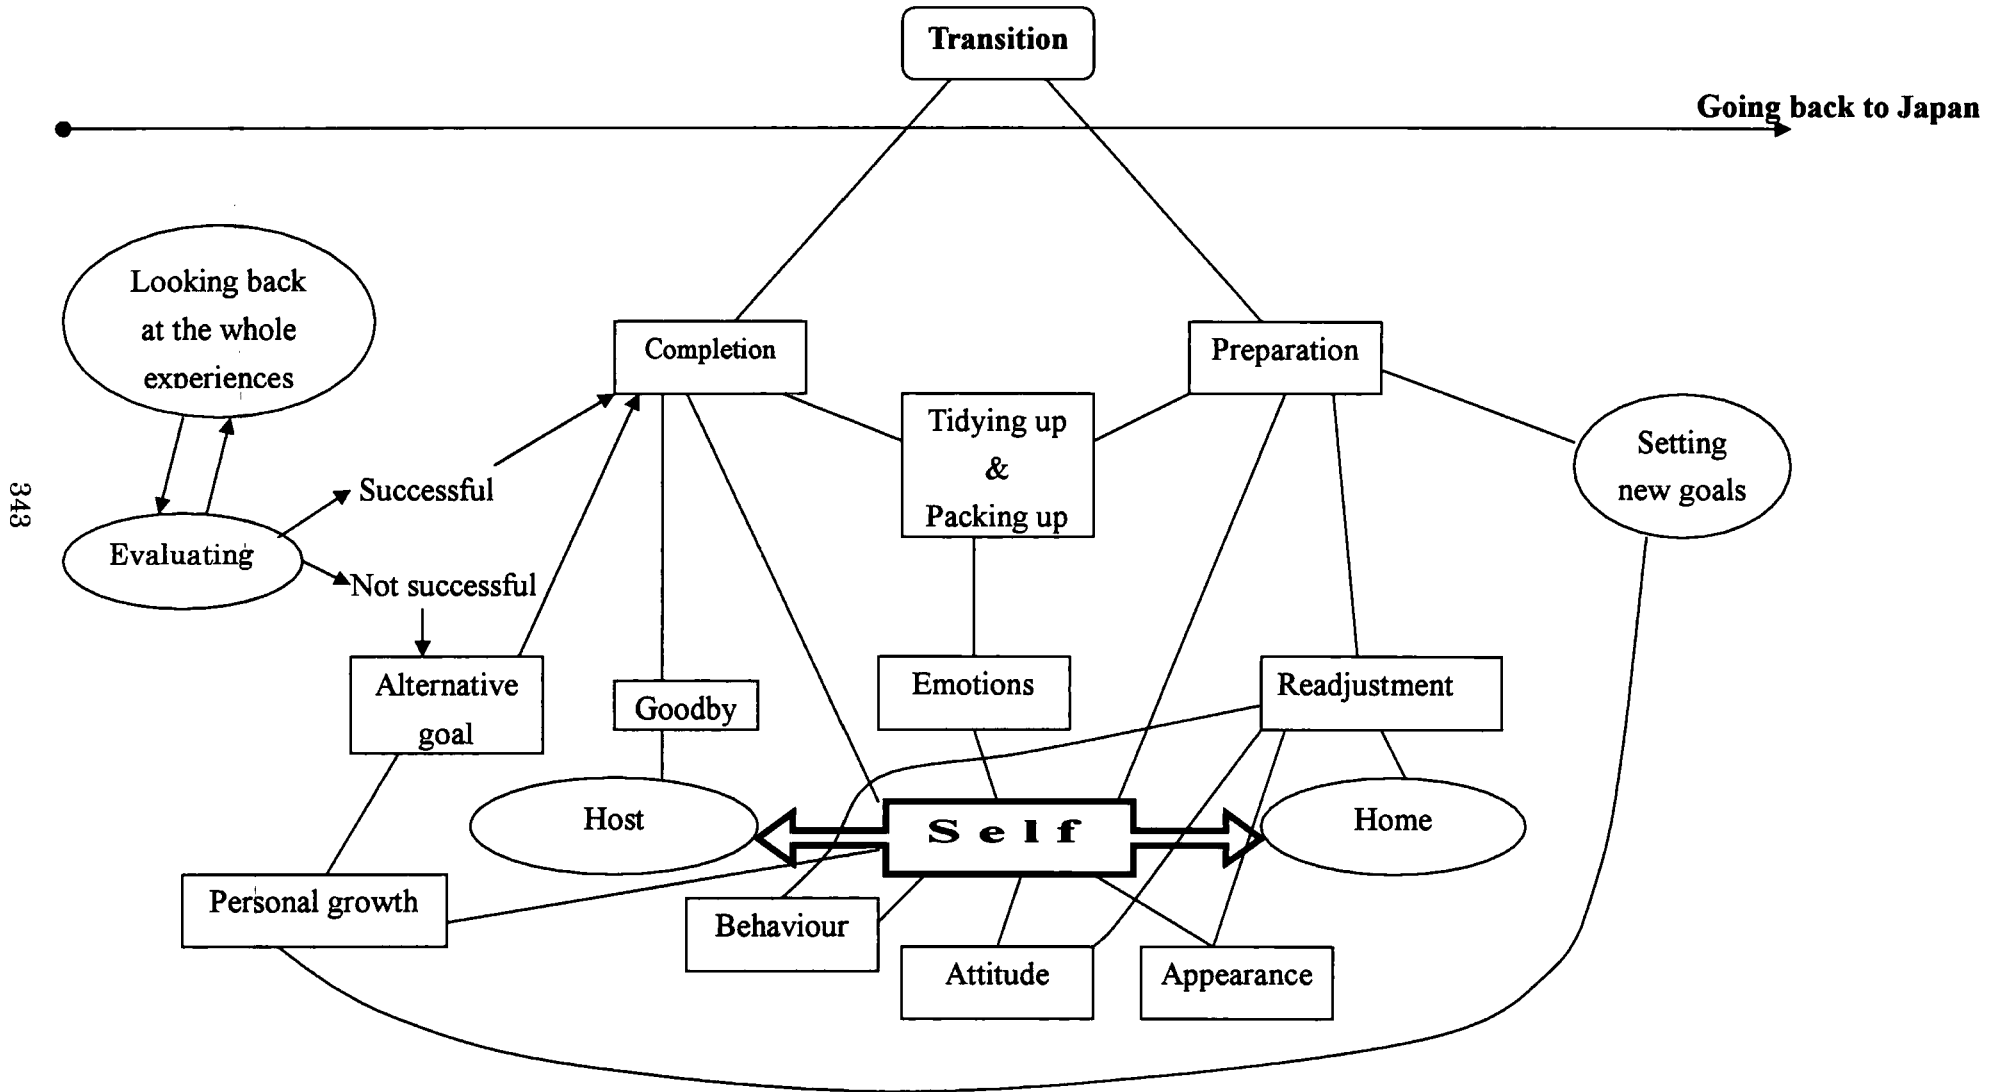 Transition
Going back to Japan
Looking back
at the whole
experiences
Completion
Preparation
Tidying up
&
Packing up
Setting
new goals
Successful
Evaluating
Not successful
343
Alternative
goal
Goodby
Emotions
Readjustment
Host
Self
Home
Personal growth
Behaviour
Attitude
Appearance